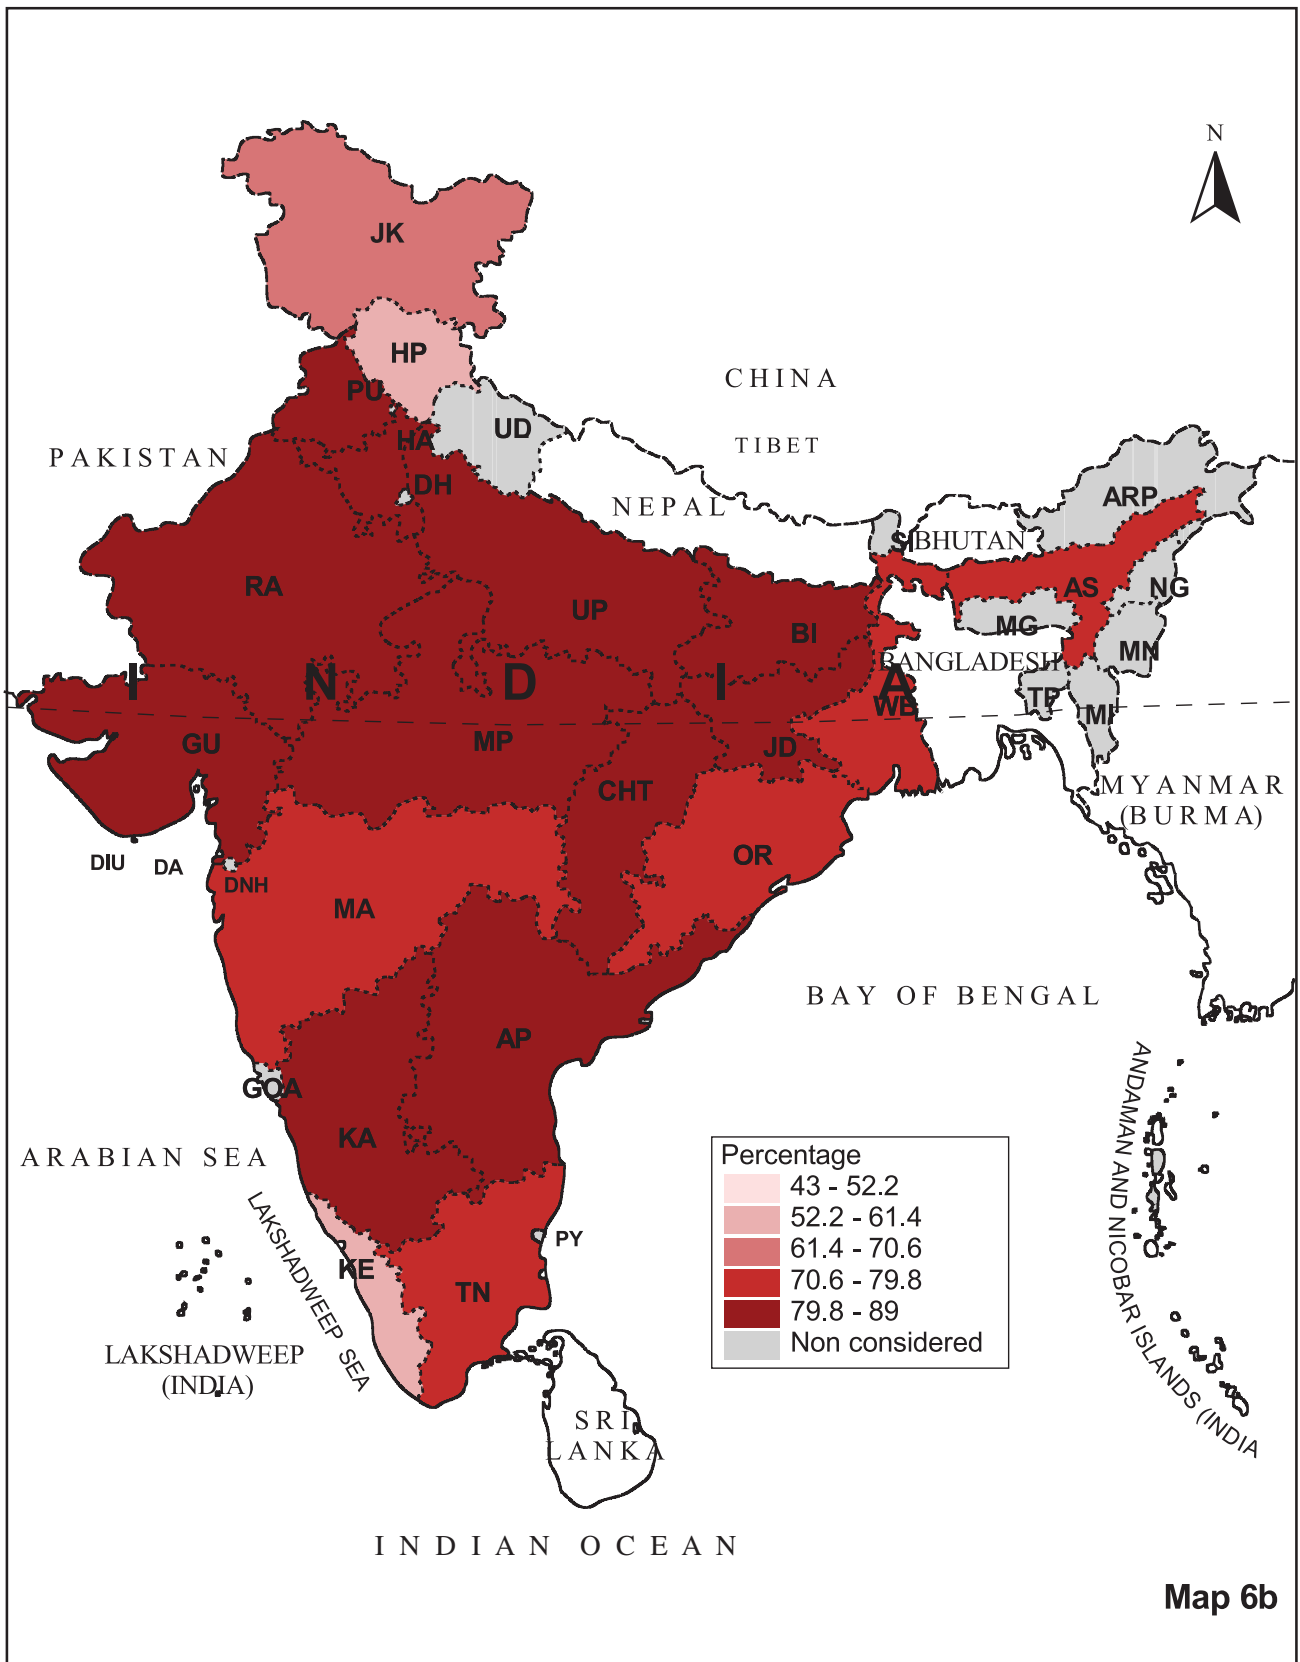 N
JK
HP
CHINA
PU
UD
HA
TIBET
PAKISTAN
DH
NEPAL
ARP
SI
BHUTAN
RA
AS
NG
UP
MG
BI
MN
BANGLADESH
I N D I A
TP
WB
MI
GU
MP
JD
CHT
MYANMAR
(BURMA)
OR
DIU
DA
DNH
MA
BAY OF BENGAL
AP
GOA
KA
ARABIAN SEA
LAKSHADWEEP SEA
ANDAMAN AND NICOBAR ISLANDS (INDIA
Percentage
43 - 52.2
52.2 - 61.4
61.4 - 70.6
70.6 - 79.8
79.8 - 89
Non considered
PY
KE
TN
LAKSHADWEEP
(INDIA)
SRI
LANKA
INDIAN OCEAN
Map 6b